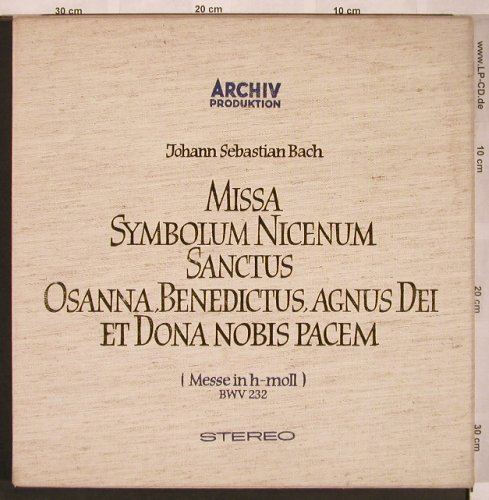 30 cm 20 cm 10 cm
www.LP-CD.de
10 cm
20 cm
30 cm
ARCHIV
PRODUKTION
Johann Sebastian Bach
MISSA
SYMBOLUM NICENUM
SANCTUS
OSANNA, BENEDICTUS, AGNUS DEI
ET DONA NOBIS PACEM
( Messe in h-moll )
BWV 232
STEREO